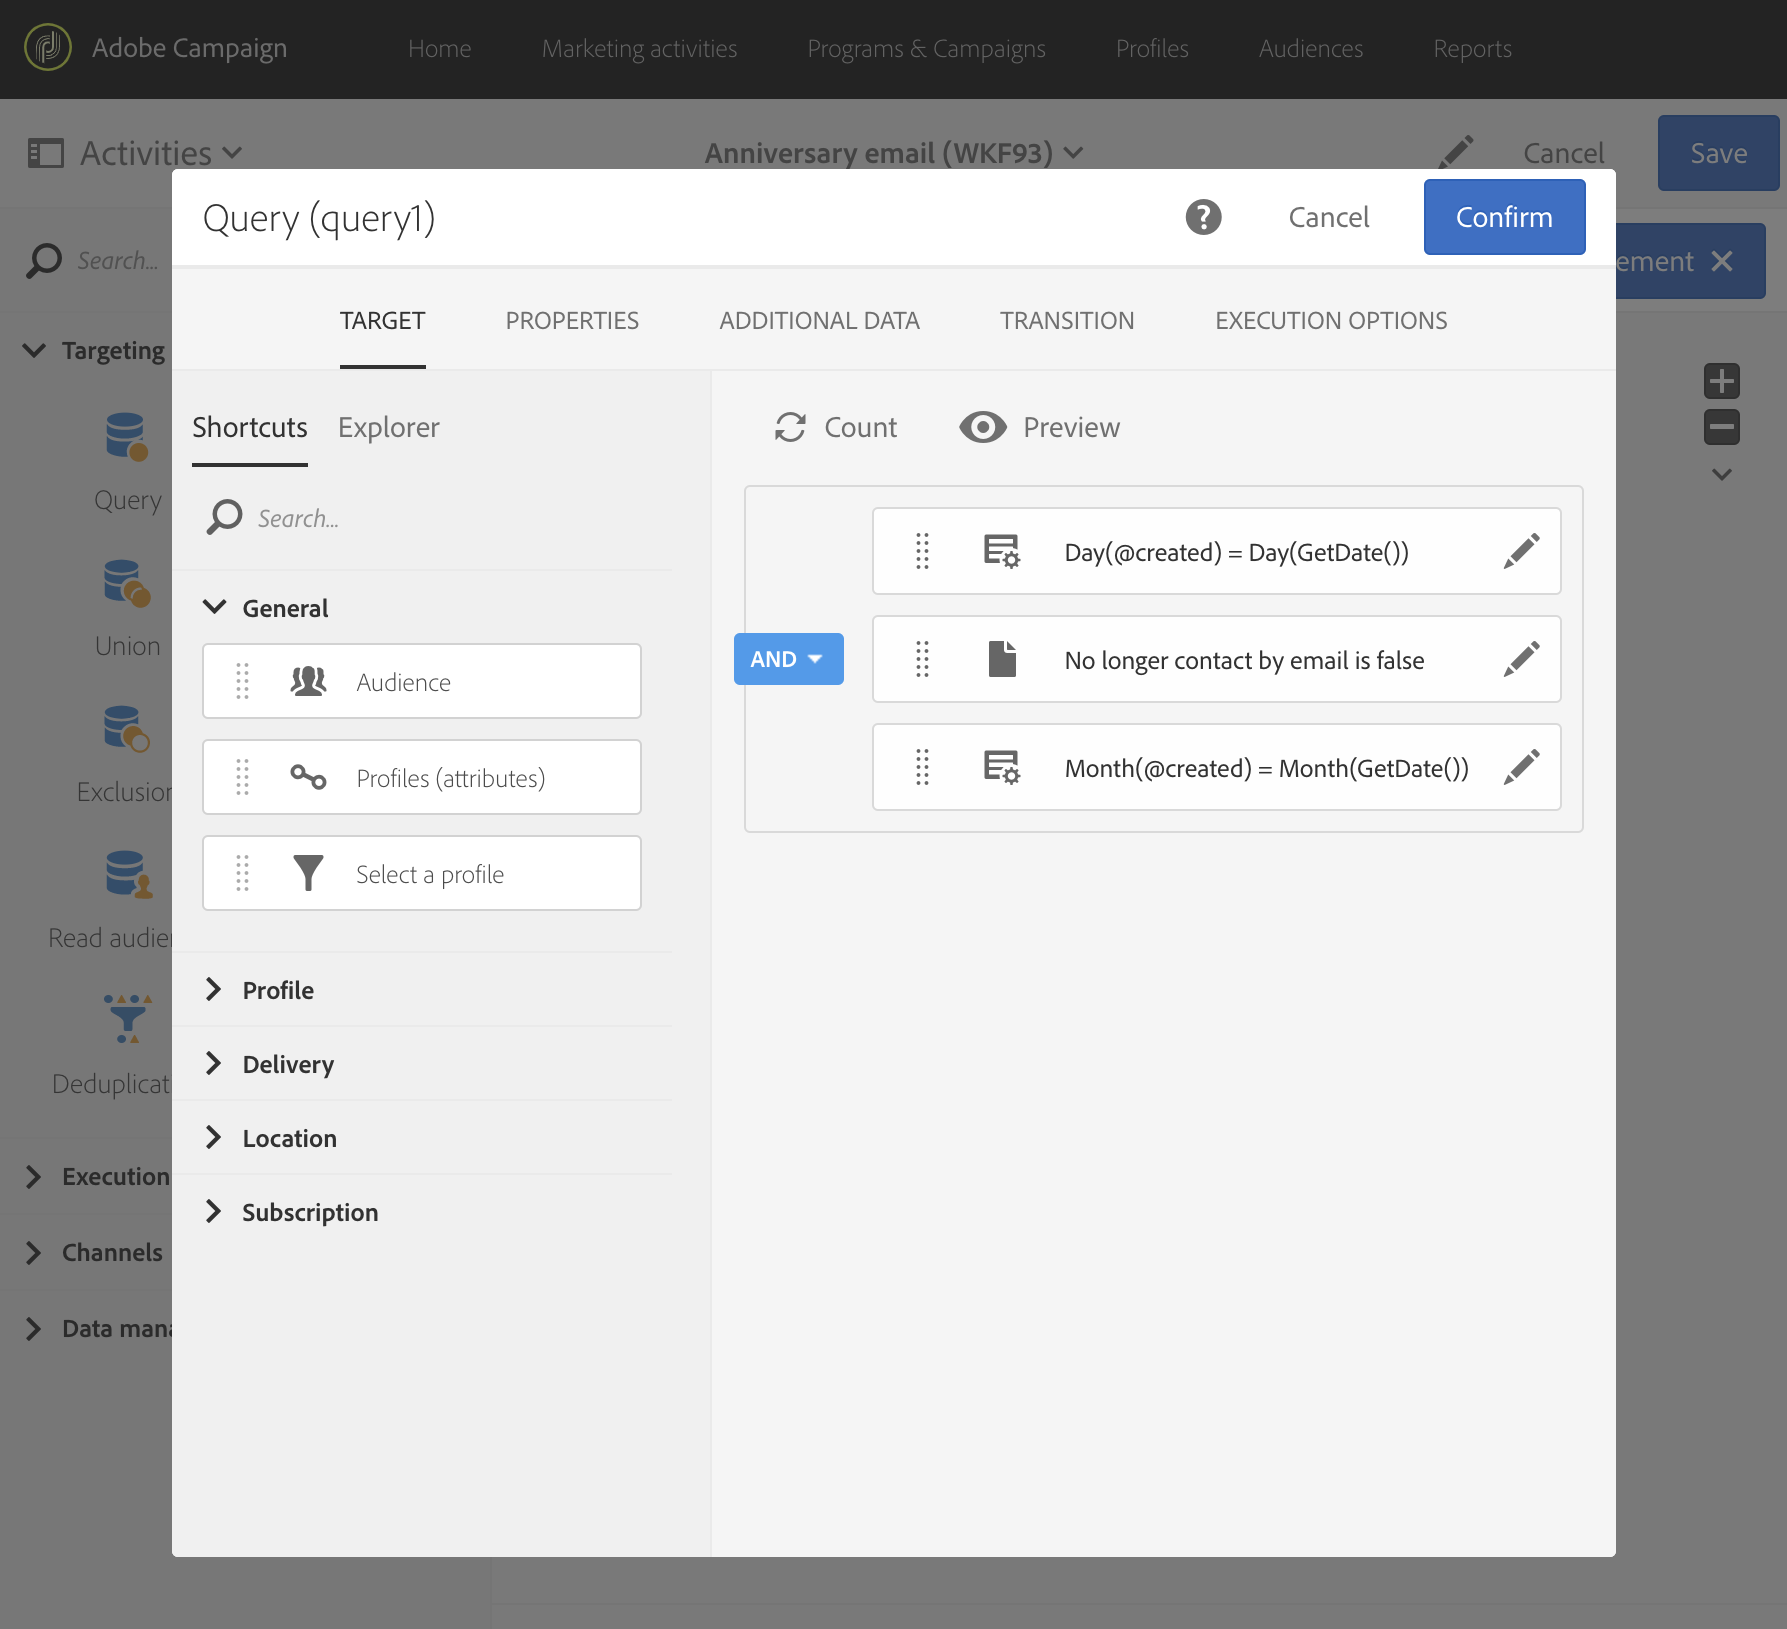 Adobe Campaign
Home
Marketing activities
Programs & Campaigns
Profiles
Audiences
Reports
Activities
Anniversary email (WKF93)
Cancel
Save
Query (query1)
?
Cancel
Confirm
Search...
ement
TARGET
PROPERTIES
ADDITIONAL DATA
TRANSITION
EXECUTION OPTIONS
Targeting
Query
Union
Exclusion
Read audien
Deduplicat
Execution
Channels
Data mana
Shortcuts
Explorer
Search...
General
Audience
Profiles (attributes)
Select a profile
Profile
Delivery
Location
Subscription
Count
Preview
AND
Day(@created) = Day(GetDate())
No longer contact by email is false
Month(@created) = Month(GetDate())